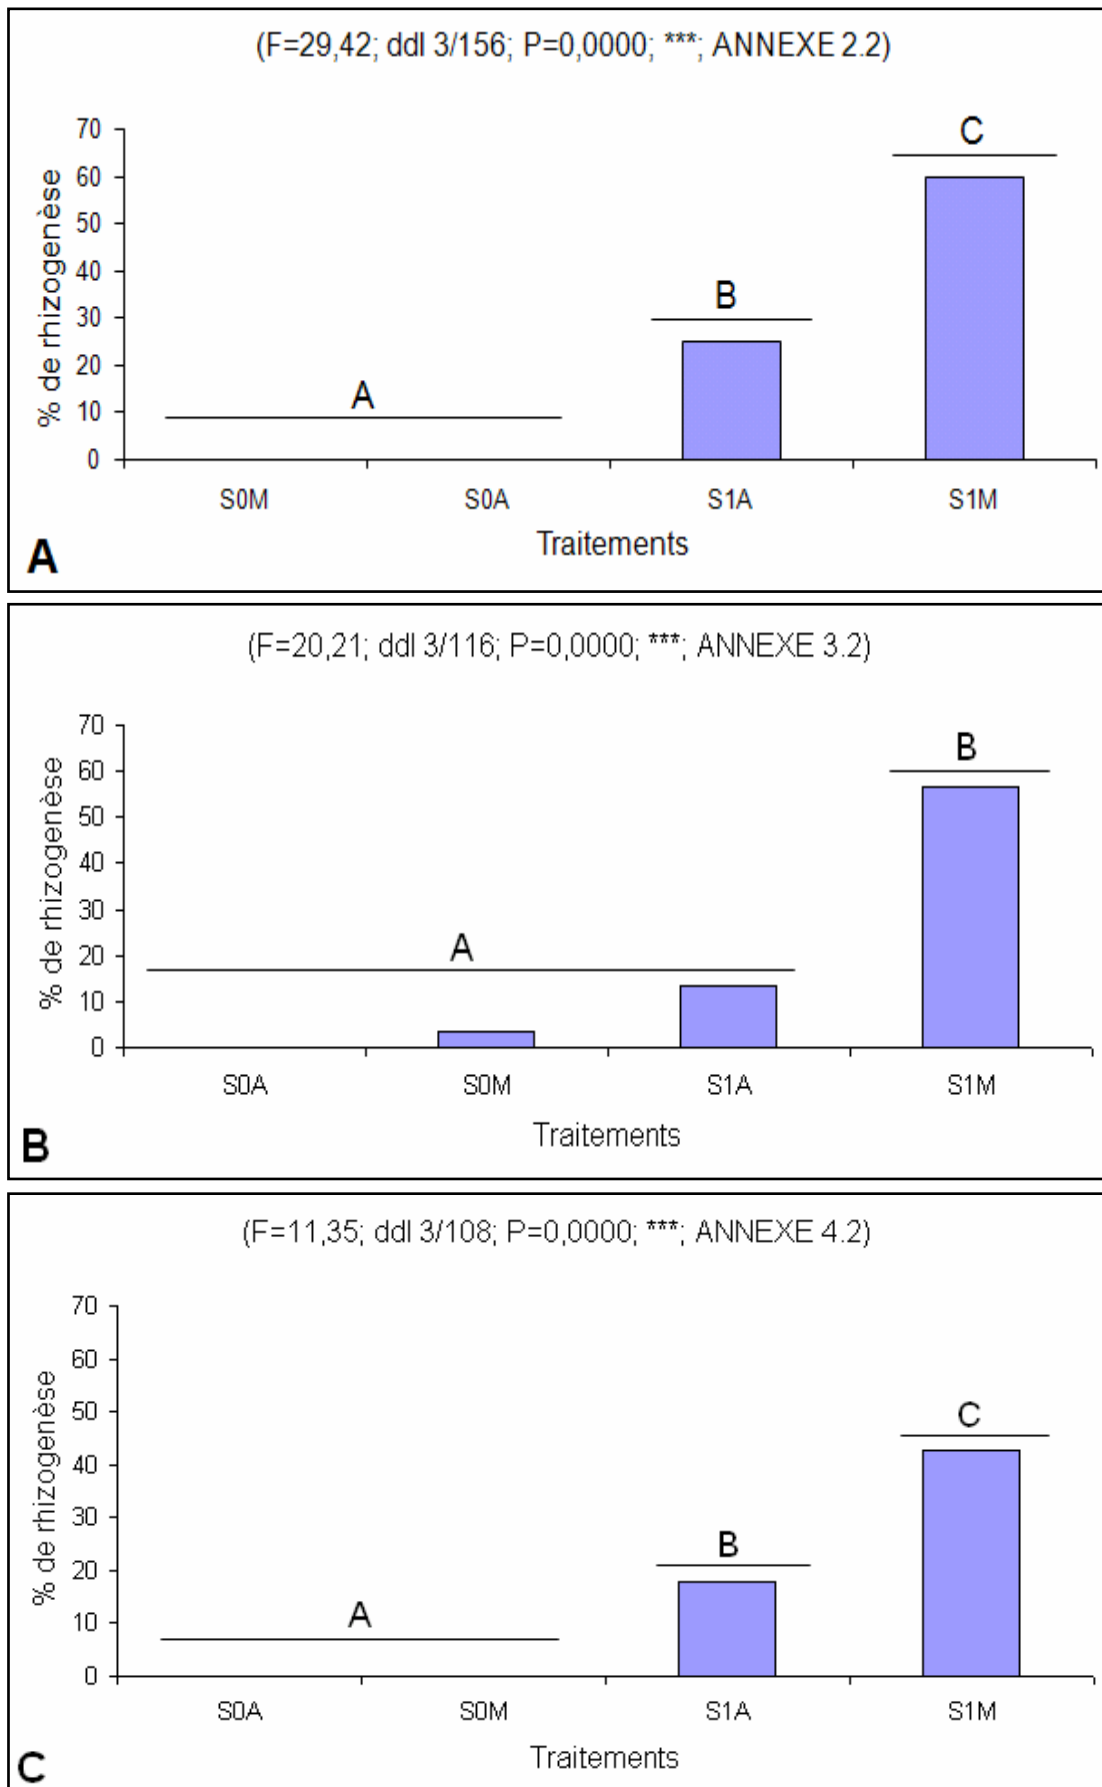 (F=29,42; ddl 3/156; P=0,0000; ***; ANNEXE 2.2)
% de rhizogenèse
70
60
50
40
30
20
10
0
A
B
C
S0M S0A S1A S1M
Traitements
A
(F=20,21; ddl 3/116; P=0,0000; ***; ANNEXE 3.2)
% de rhizogenèse
70
60
50
40
30
20
10
0
A
B
S0A S0M S1A S1M
Traitements
B
(F=11,35; ddl 3/108; P=0,0000; ***; ANNEXE 4.2)
% de rhizogenèse
70
60
50
40
30
20
10
0
A
B
C
S0A S0M S1A S1M
Traitements
C